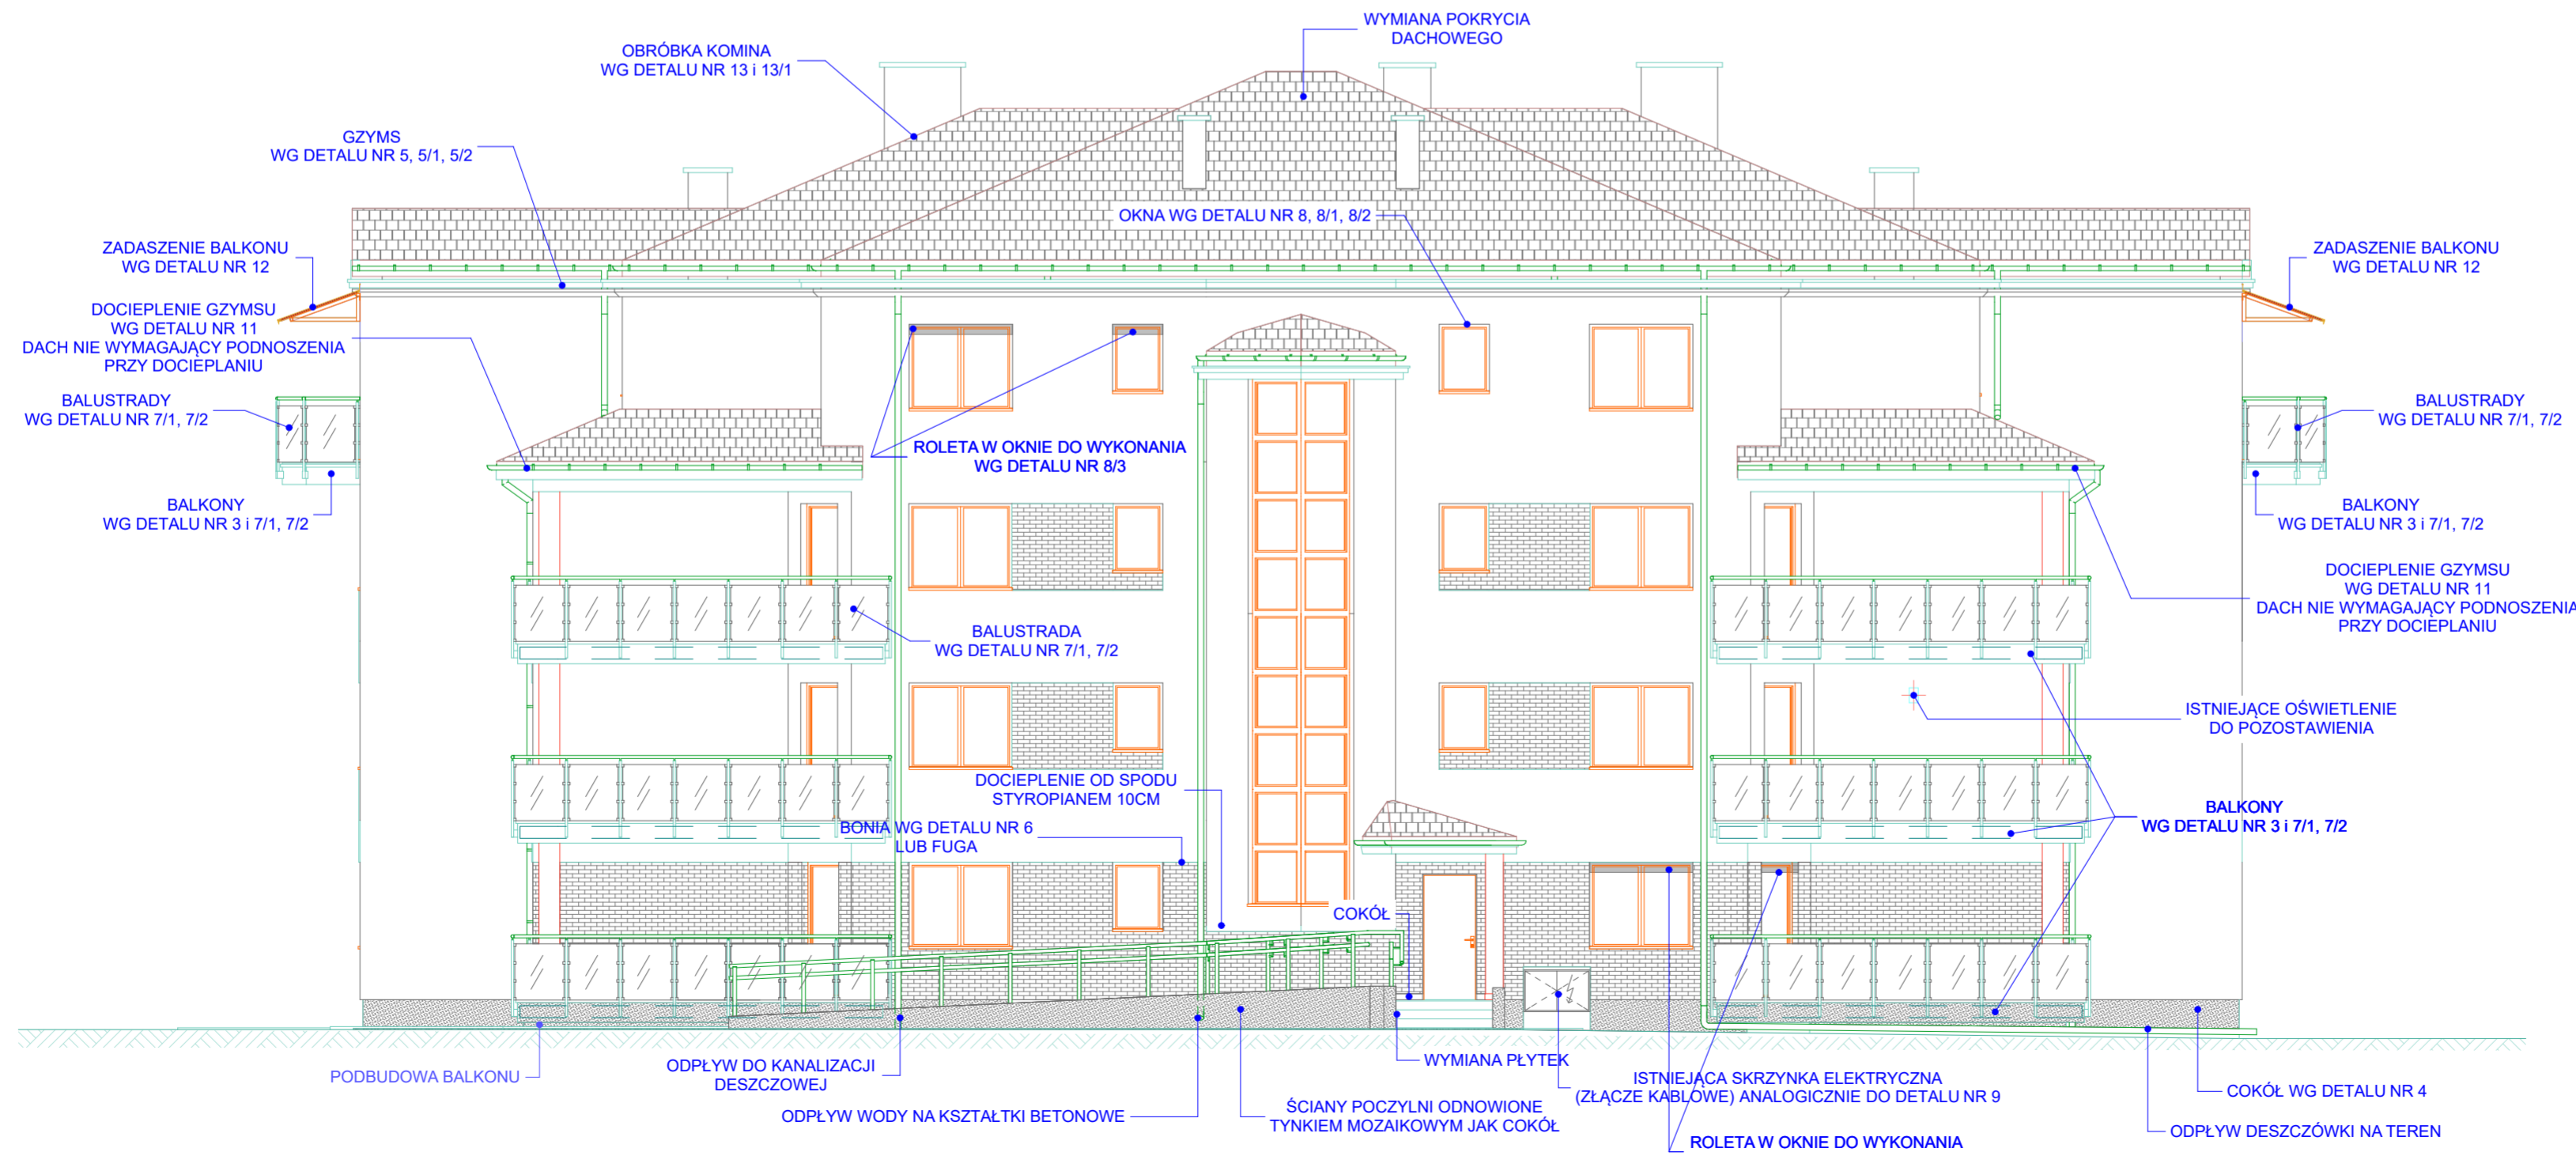 WYMIANA POKRYCIA
DACHOWEGO
OBRÓBKA KOMINA
WG DETALU NR 13 i 13/1
GZYMS
WG DETALU NR 5, 5/1, 5/2
OKNA WG DETALU NR 8, 8/1, 8/2
ZADASZENIE BALKONU
WG DETALU NR 12
ZADASZENIE BALKONU
WG DETALU NR 12
DOCIEPLENIE GZYMSU
WG DETALU NR 11
DACH NIE WYMAGAJĄCY PODNOSZENIA
PRZY DOCIEPLANIU
BALUSTRADY
WG DETALU NR 7/1, 7/2
BALUSTRADY
WG DETALU NR 7/1, 7/2
ROLETA W OKNIE DO WYKONANIA
WG DETALU NR 8/3
BALKONY
WG DETALU NR 3 i 7/1, 7/2
BALKONY
WG DETALU NR 3 i 7/1, 7/2
DOCIEPLENIE GZYMSU
WG DETALU NR 11
DACH NIE WYMAGAJĄCY PODNOSZENIA
PRZY DOCIEPLANIU
BALUSTRADA
WG DETALU NR 7/1, 7/2
ISTNIEJĄCE OŚWIETLENIE
DO POZOSTAWIENIA
DOCIEPLENIE OD SPODU
STYROPIANEM 10CM
BALKONY
WG DETALU NR 3 i 7/1, 7/2
BONIA WG DETALU NR 6
LUB FUGA
COKÓŁ
PODBUDOWA BALKONU
ODPŁYW DO KANALIZACJI
DESZCZOWEJ
WYMIANA PŁYTEK
ISTNIEJĄCA SKRZYNKA ELEKTRYCZNA
(ZŁĄCZE KABLOWE) ANALOGICZNIE DO DETALU NR 9
COKÓŁ WG DETALU NR 4
ODPŁYW WODY NA KSZTAŁTKI BETONOWE
ŚCIANY POCZYLNI ODNOWIONE
TYNKIEM MOZAIKOWYM JAK COKÓŁ
ROLETA W OKNIE DO WYKONANIA
ODPŁYW DESZCZÓWKI NA TEREN